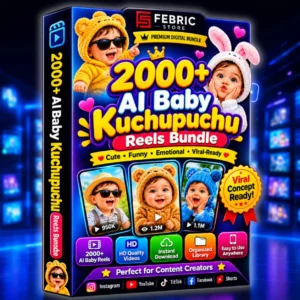 FEBRIC
STORE
PREMIUM DIGITAL BUNDLE
2000+
AI Baby
Kuchupuchu
Reels Bundle
Cute • Funny • Emotional • Viral-Ready
950K
1.2M
1.1M
Viral
Concept
Ready!
2000+
AI Baby Reels
HD
HD Quality
Videos
Instant
Download
Organized
Library
Easy to Use
Anywhere
Perfect for Content Creators
Instagram
YouTube
TikTok
Facebook
Shorts
2000+ AI Baby Kuchupuchu Reels Bundle